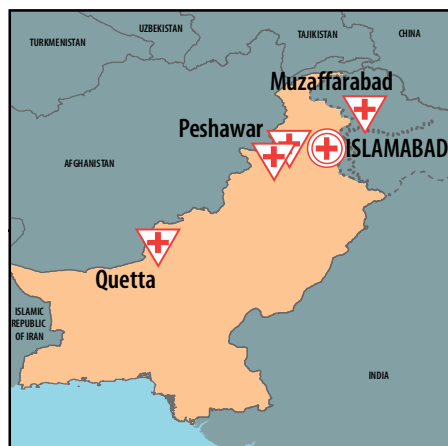 UZBEKISTAN
TURKMENISTAN
TAJIKISTAN
CHINA
Muzaffarabad
Peshawar
ISLAMABAD
AFGHANISTAN
Quetta
ISLAMIC
REPUBLIC
OF IRAN
INDIA